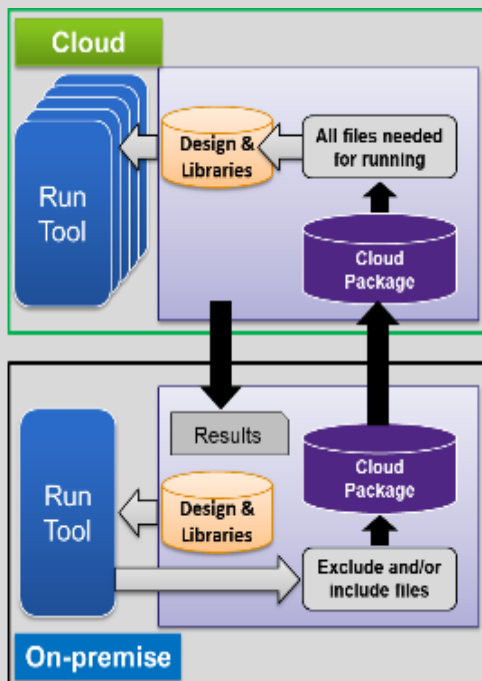 Cloud
Design &
Libraries
All files needed
for running
Run
Tool
Cloud
Package
Results
Cloud
Package
Run
Tool
Design &
Libraries
Exclude and/or
include files
On-premise